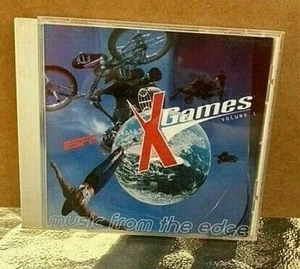 X Games
VOLUME 1
ESPN
music from the edge